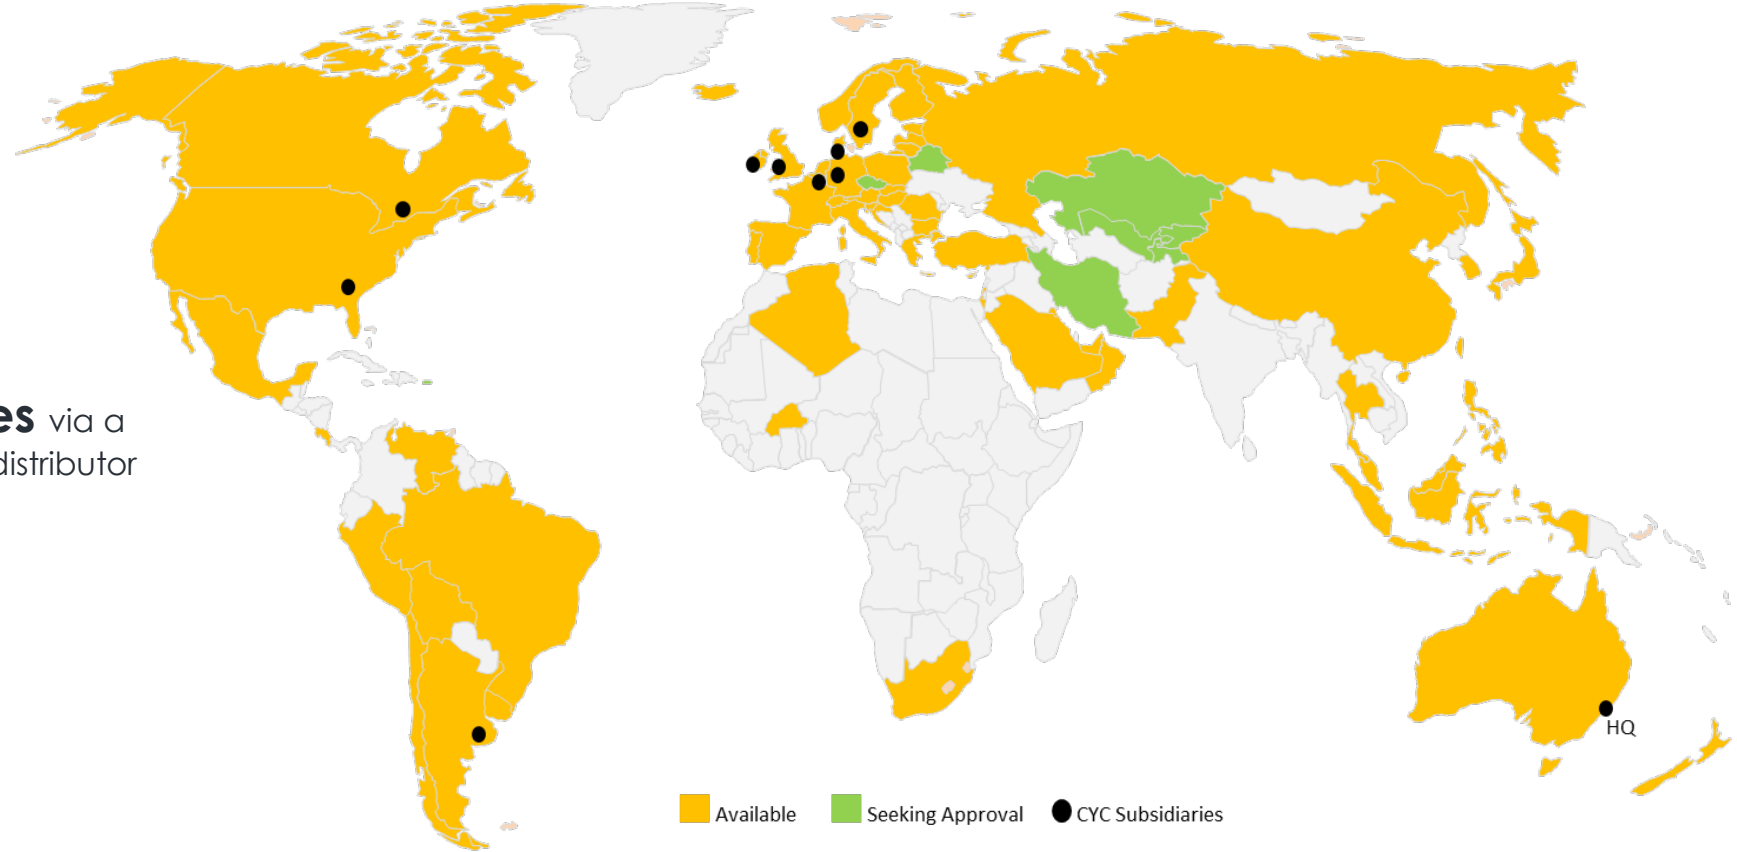 es via a
distributor
HQ
Available
Seeking Approval
CYC Subsidiaries